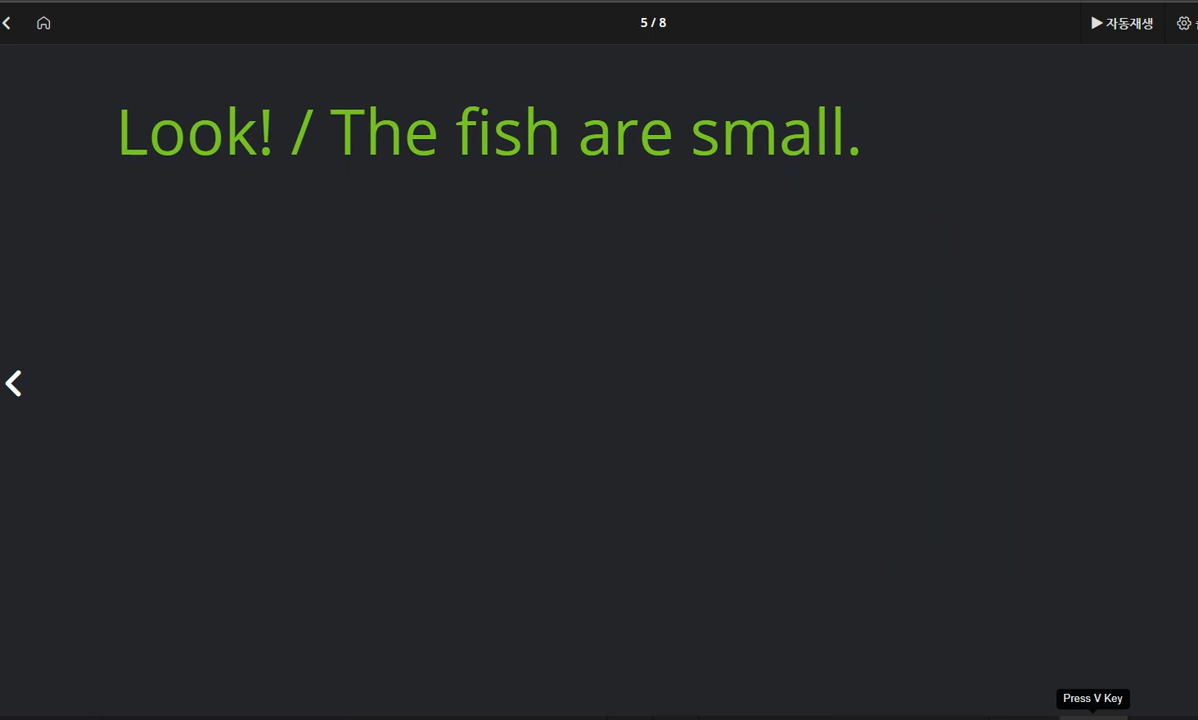 5 / 8
▶ 자동재생
Look! / The fish are small.
Press V Key